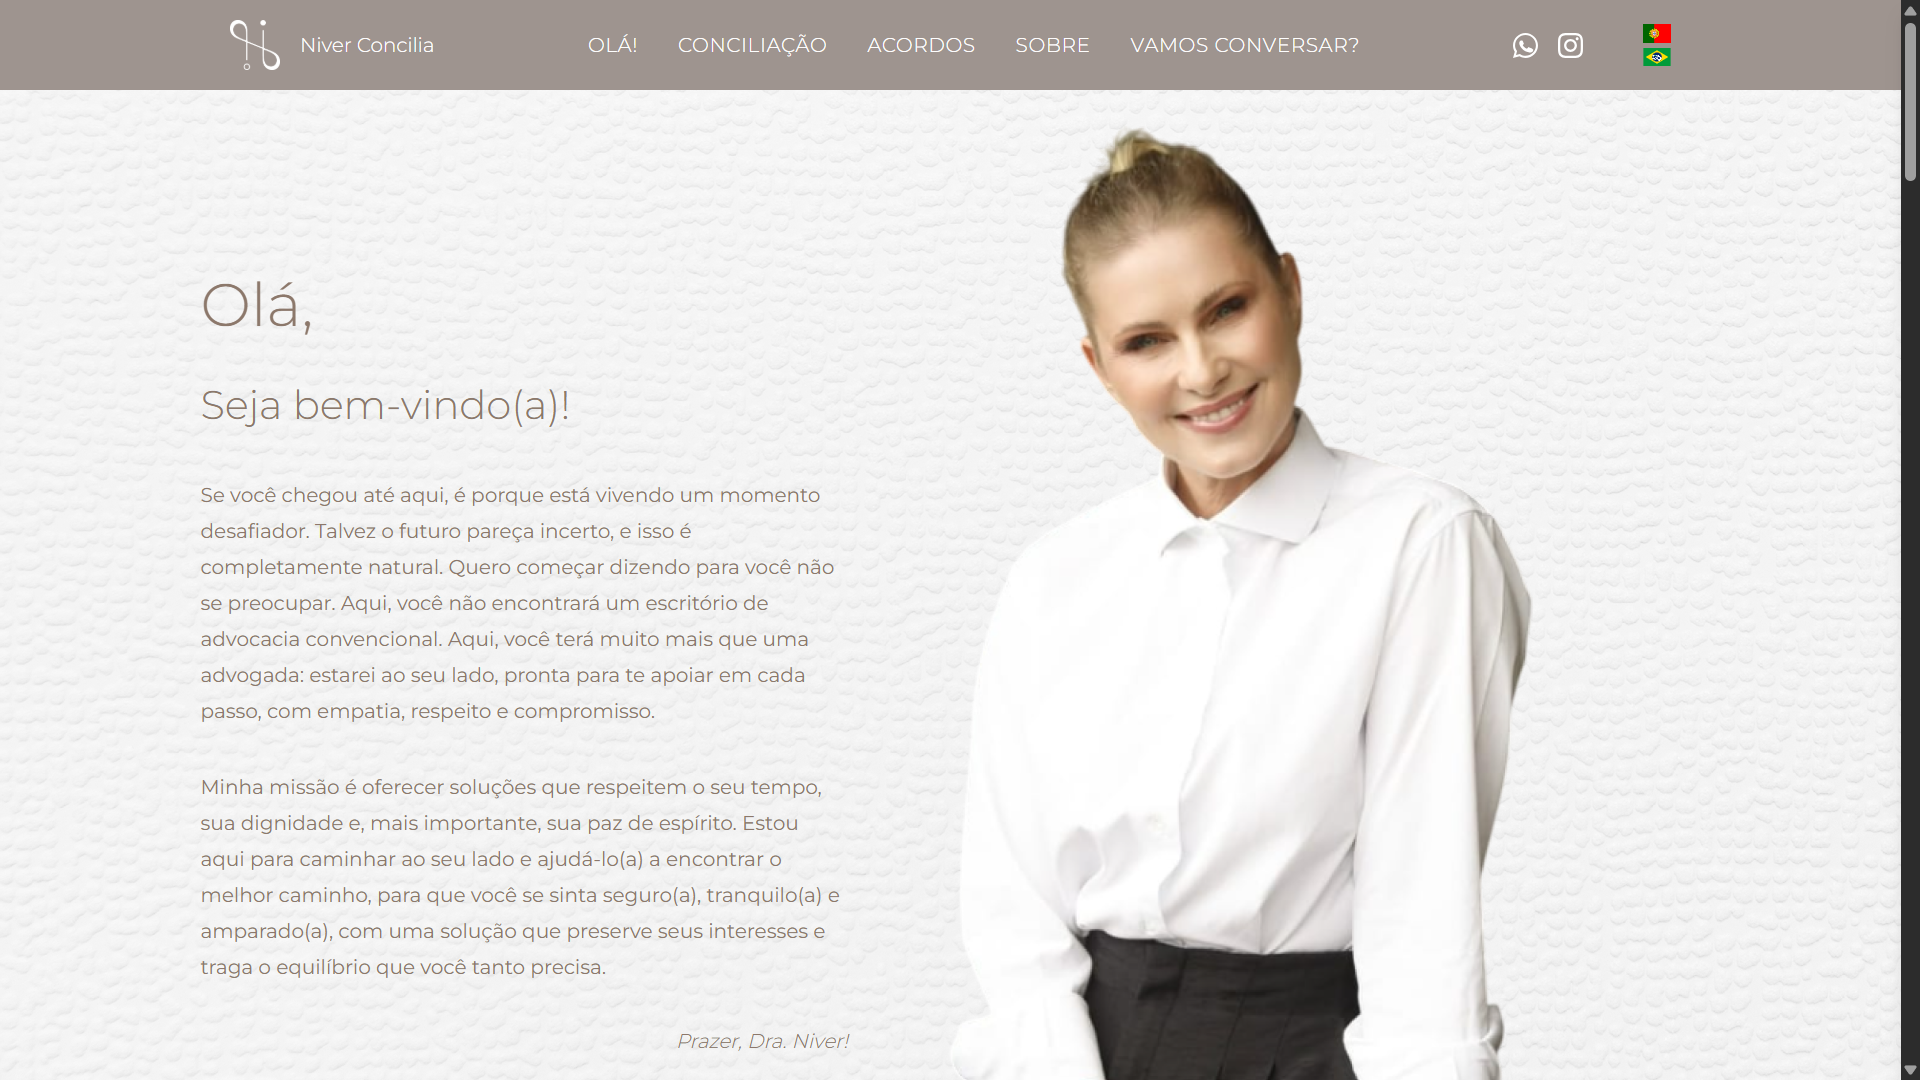 Niver Concilia
OLÁ!
CONCILIAÇÃO
ACORDOS
SOBRE
VAMOS CONVERSAR?
Olá,
Seja bem-vindo(a)!
Se você chegou até aqui, é porque está vivendo um momento
desafiador. Talvez o futuro pareça incerto, e isso é
completamente natural. Quero começar dizendo para você não
se preocupar. Aqui, você não encontrará um escritório de
advocacia convencional. Aqui, você terá muito mais que uma
advogada: estarei ao seu lado, pronta para te apoiar em cada
passo, com empatia, respeito e compromisso.
Minha missão é oferecer soluções que respeitem o seu tempo,
sua dignidade e, mais importante, sua paz de espírito. Estou
aqui para caminhar ao seu lado e ajudá-lo(a) a encontrar o
melhor caminho, para que você se sinta seguro(a), tranquilo(a) e
amparado(a), com uma solução que preserve seus interesses e
traga o equilíbrio que você tanto precisa.
Prazer, Dra. Niver!